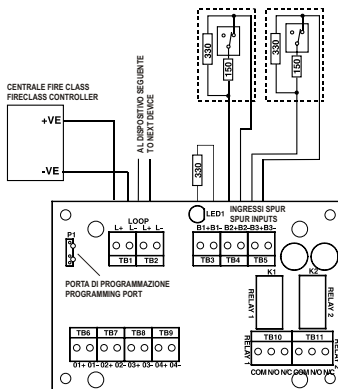 330
150
330
150
CENTRALE FIRE CLASS
FIRECLASS CONTROLLER
+VE
-VE
AL DISPOSITIVO SEGUENTE
TO NEXT DEVICE
330
LED1
INGRESSI SPUR
SPUR INPUTS
LOOP
L+ L- L+ L-
B1+B1- B2+B2-B3+B3-
P1
TB1 TB2
TB3 TB4 TB5
PORTA DI PROGRAMMAZIONE
PROGRAMMING PORT
K1 K2
RELAY 1
RELAY 2
TB6 TB7 TB8 TB9
01+ 01- 02+ 02- 03+ 03- 04+ 04-
RELAY 1
TB10 TB11
RELAY 2
COM N/O N/C COM N/O N/C